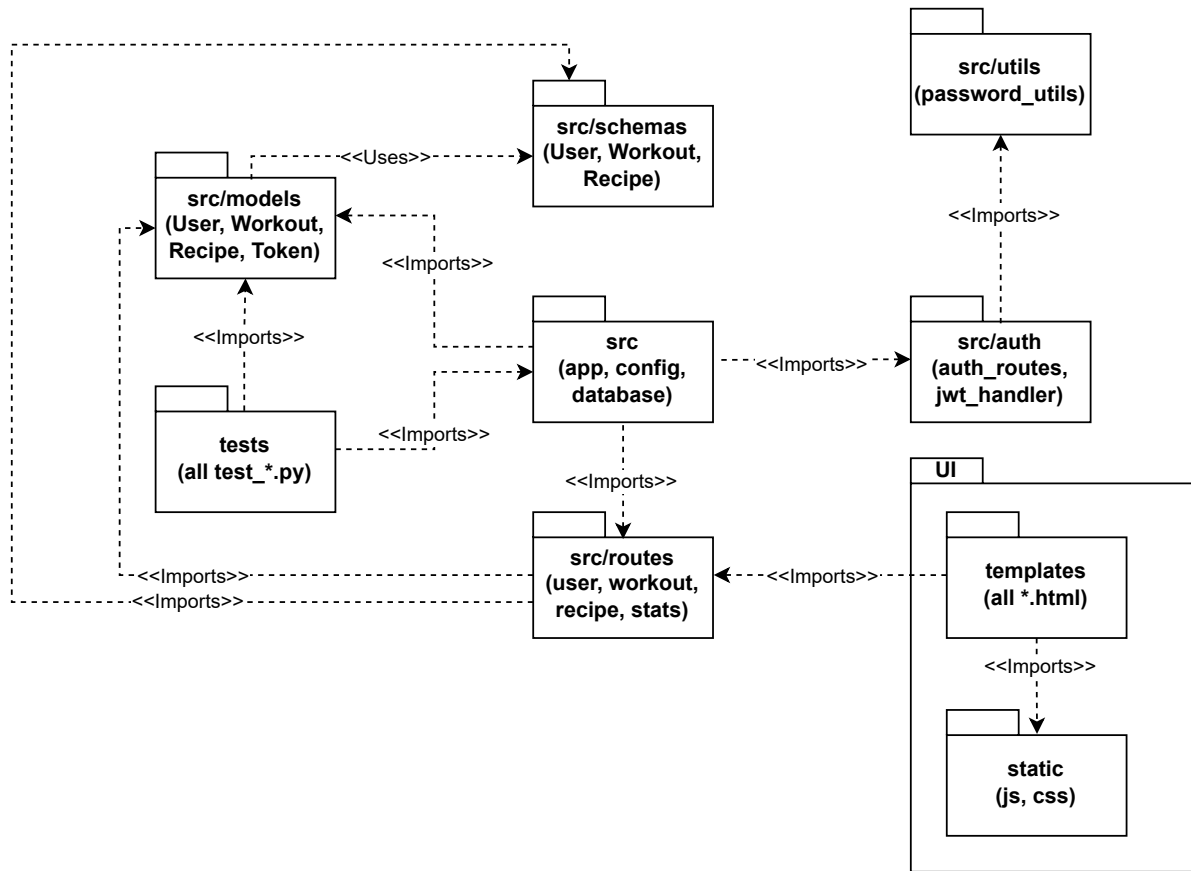 src/utils
(password_utils)
src/schemas
(User, Workout,
Recipe)
<<Uses>>
src/models
(User, Workout,
Recipe, Token)
<<Imports>>
<<Imports>>
<<Imports>>
src
(app, config,
database)
<<Imports>>
src/auth
(auth_routes,
jwt_handler)
tests
(all test_*.py)
<<Imports>>
<<Imports>>
UI
src/routes
(user, workout,
recipe, stats)
<<Imports>>
<<Imports>>
<<Imports>>
templates
(all *.html)
<<Imports>>
static
(js, css)